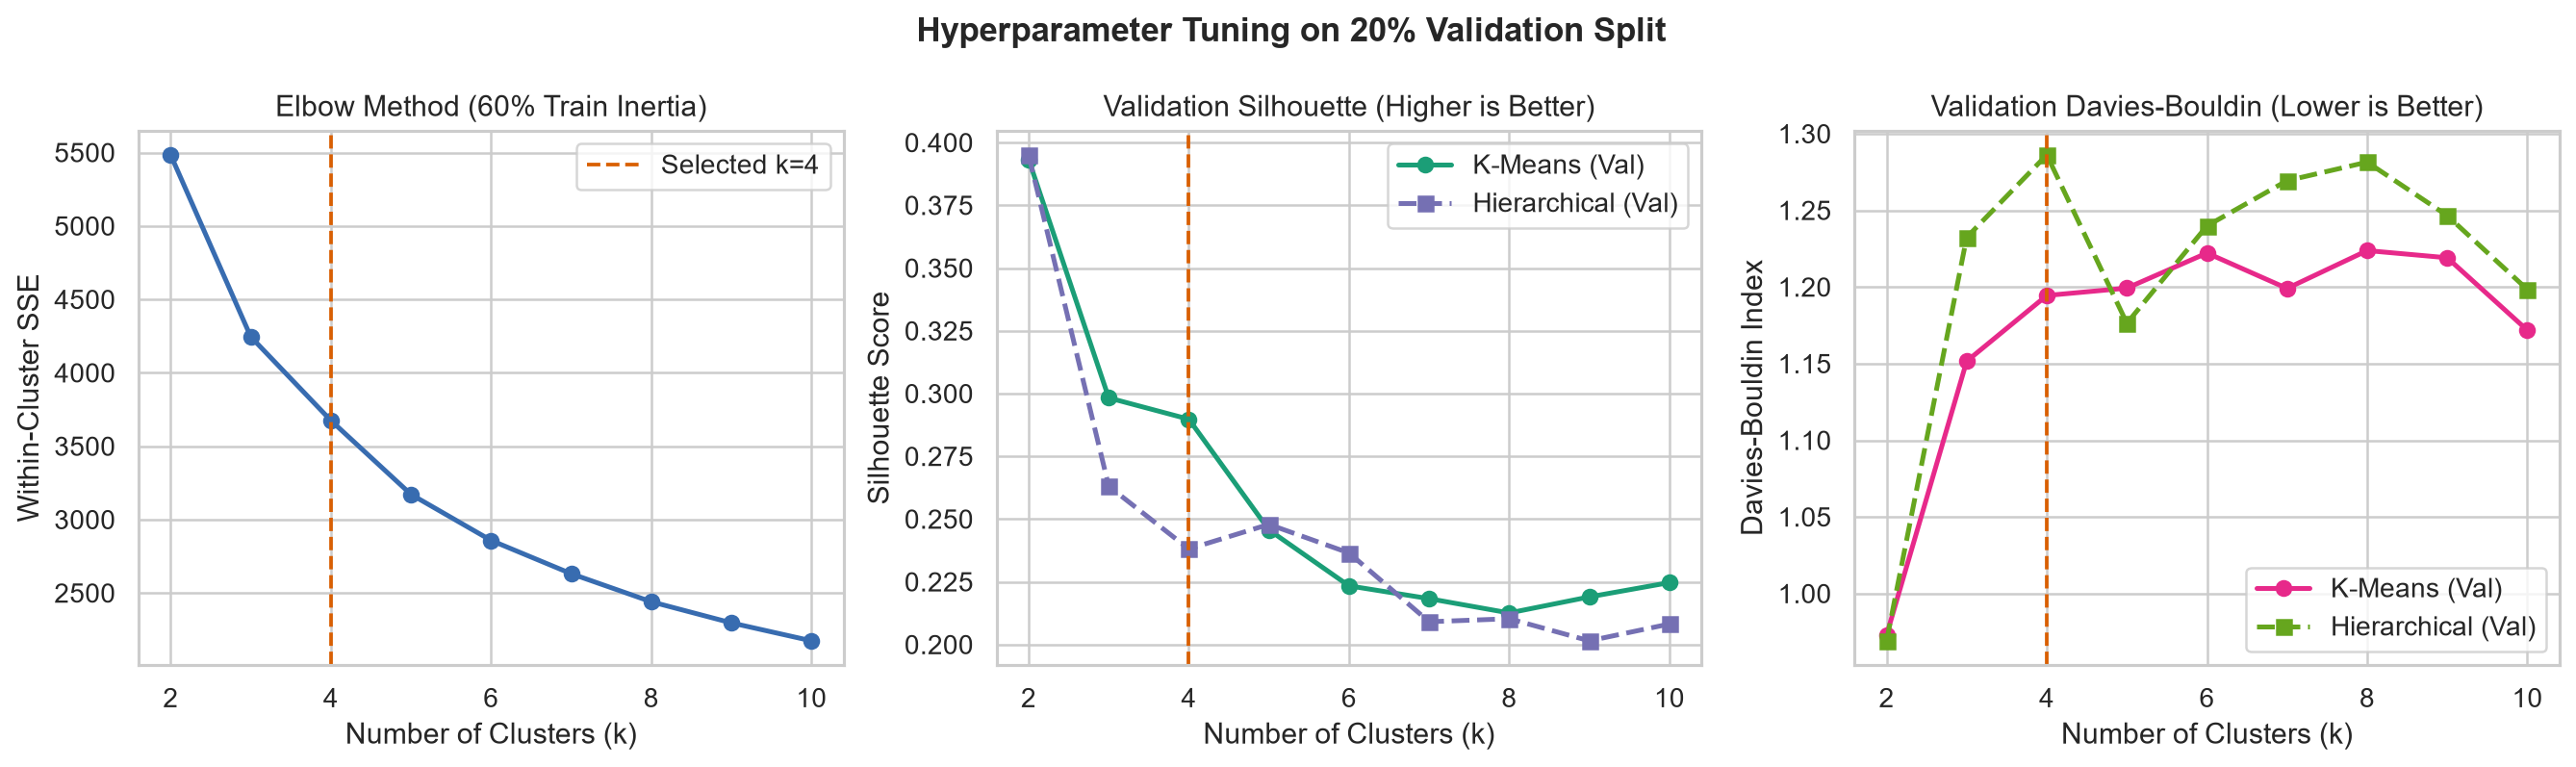 Hyperparameter Tuning on 20% Validation Split
Elbow Method (60% Train Inertia)
Within-Cluster SSE
5500
5000
4500
4000
3500
3000
2500
2 4 6 8 10
Number of Clusters (k)
Selected k=4
Validation Silhouette (Higher is Better)
Silhouette Score
0.400
0.375
0.350
0.325
0.300
0.275
0.250
0.225
0.200
2 4 6 8 10
Number of Clusters (k)
K-Means (Val)
Hierarchical (Val)
Validation Davies-Bouldin (Lower is Better)
Davies-Bouldin Index
1.30
1.25
1.20
1.15
1.10
1.05
1.00
2 4 6 8 10
Number of Clusters (k)
K-Means (Val)
Hierarchical (Val)